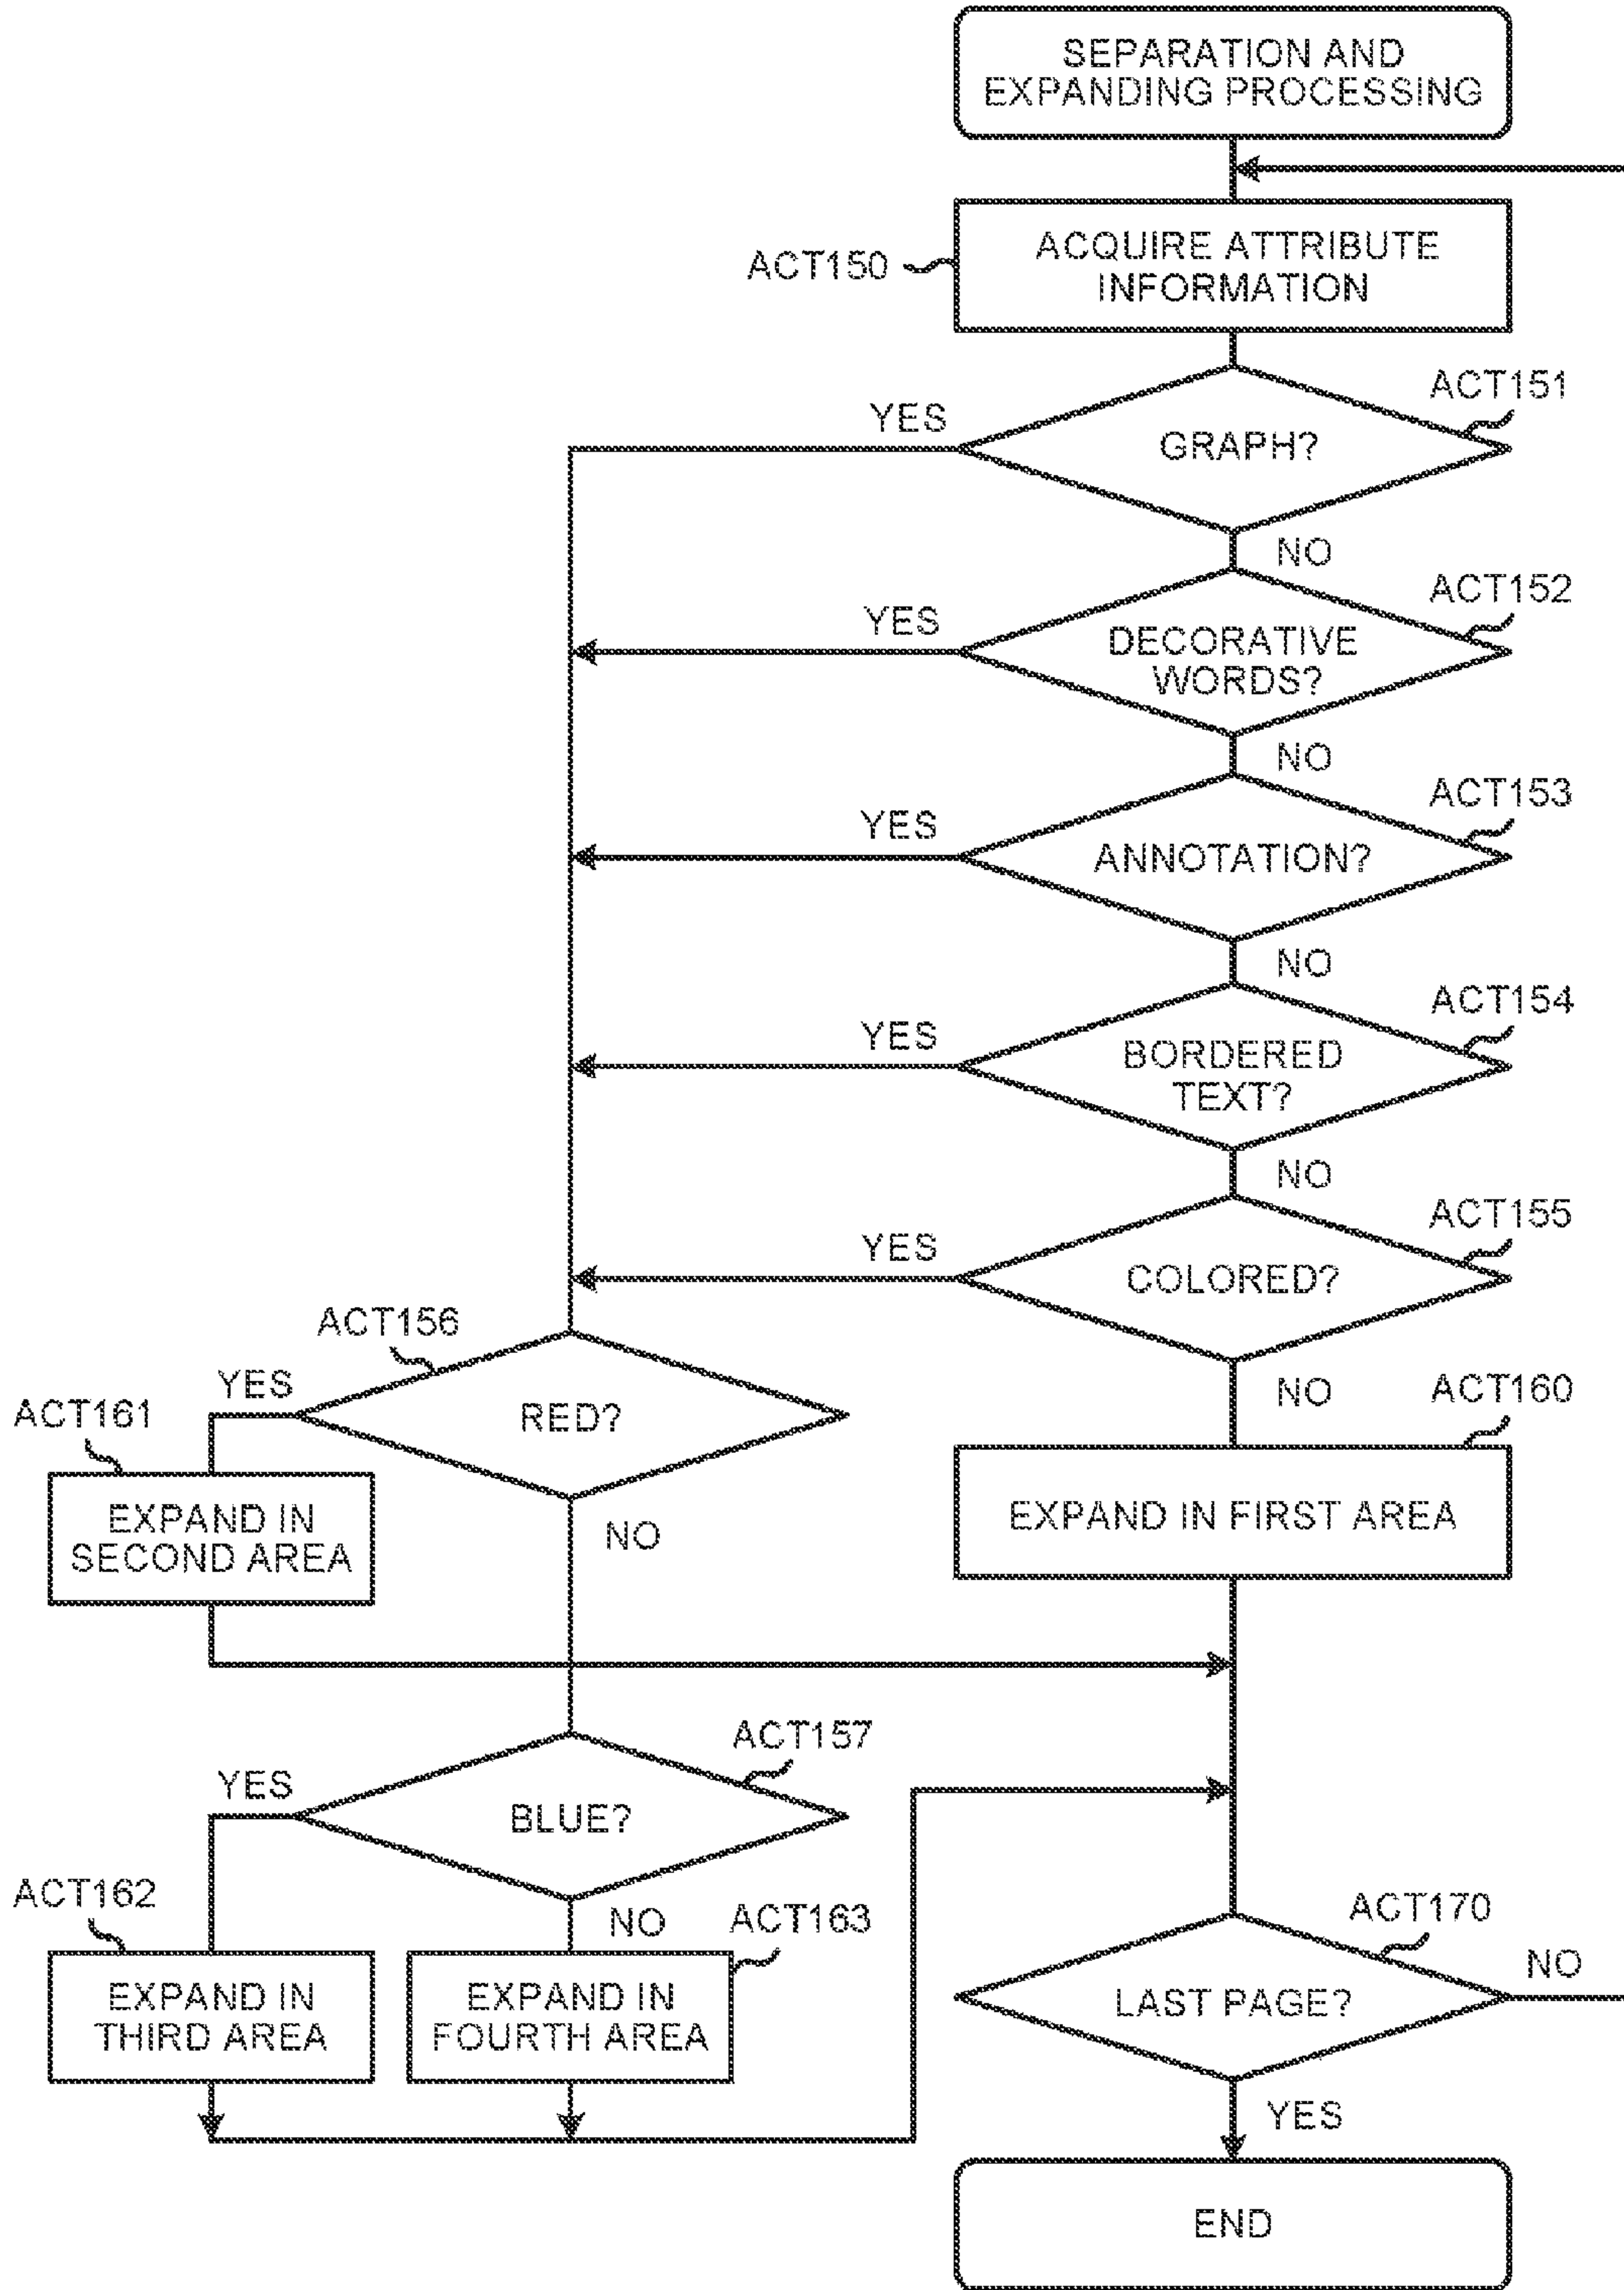 SEPARATION AND
EXPANDING PROCESSING
ACT150
ACQUIRE ATTRIBUTE
INFORMATION
ACT151
YES
GRAPH?
NO
ACT152
YES
DECORATIVE
WORDS?
NO
ACT153
YES
ANNOTATION?
NO
ACT154
YES
BORDERED
TEXT?
NO
ACT155
YES
COLORED?
ACT156
YES
RED?
NO
ACT160
ACT161
EXPAND IN
SECOND AREA
NO
EXPAND IN FIRST AREA
ACT157
YES
BLUE?
ACT162
NO
ACT163
ACT170
EXPAND IN
THIRD AREA
EXPAND IN
FOURTH AREA
LAST PAGE?
NO
YES
END